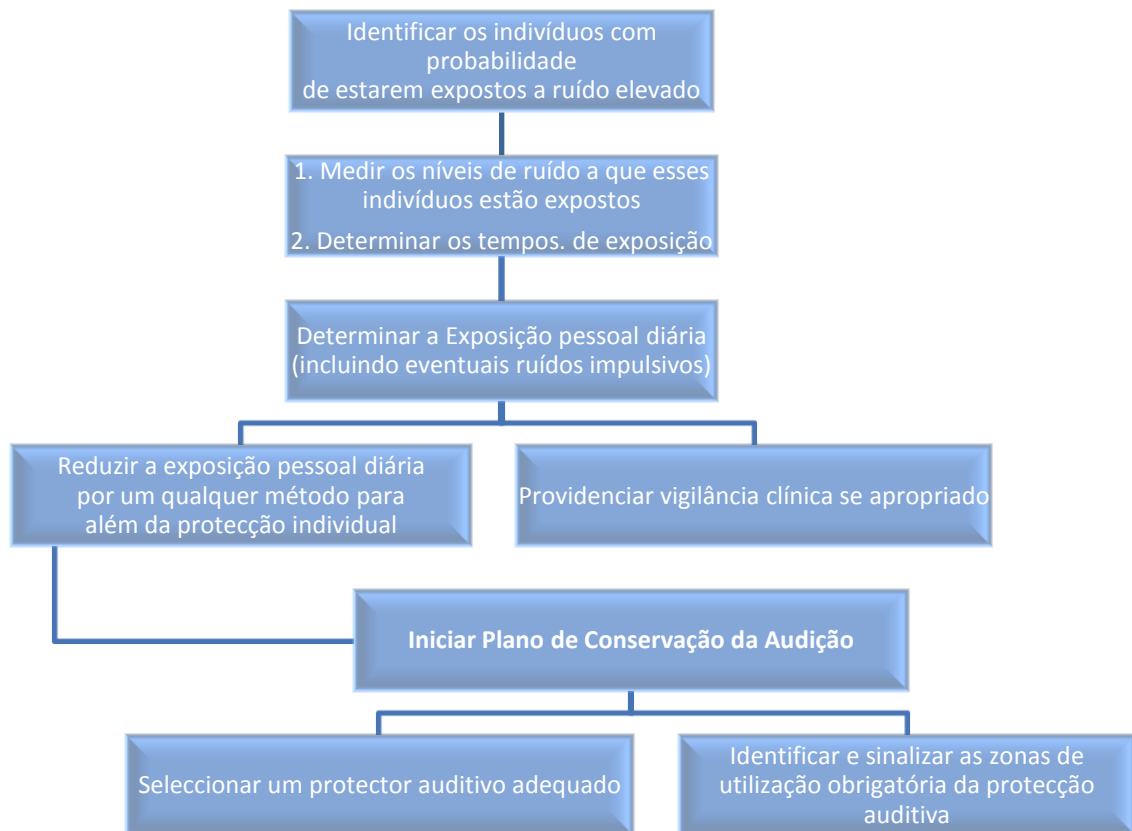 Identificar os indivíduos com
probabilidade
de estarem expostos a ruído elevado
1. Medir os níveis de ruído a que esses
indivíduos estão expostos
2. Determinar os tempos. de exposição
Determinar a Exposição pessoal diária
(incluindo eventuais ruídos impulsivos)
Reduzir a exposição pessoal diária
por um qualquer método para
além da protecção individual
Providenciar vigilância clínica se apropriado
Iniciar Plano de Conservação da Audição
Seleccionar um protector auditivo adequado
Identificar e sinalizar as zonas de
utilização obrigatória da protecção
auditiva